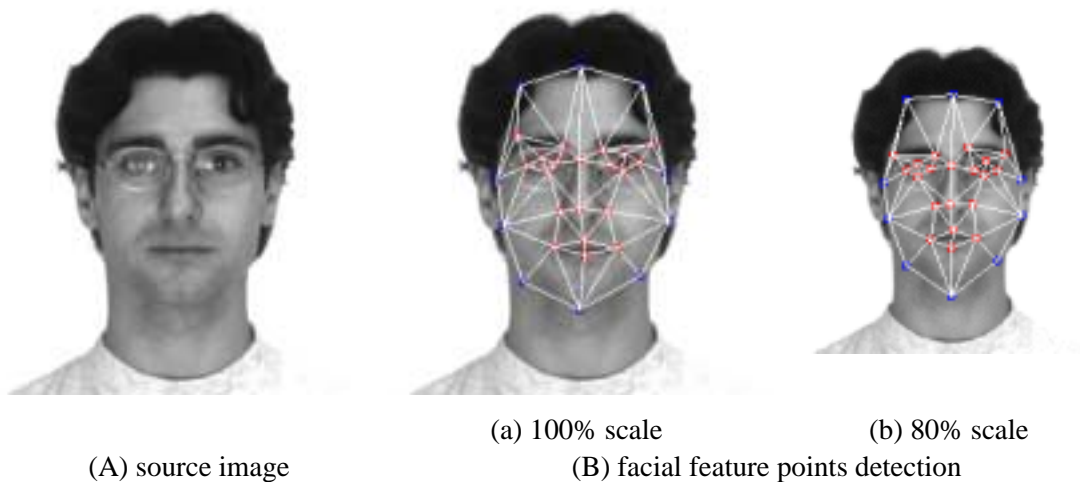 (a) 100% scale
(b) 80% scale
(A) source image
(B) facial feature points detection